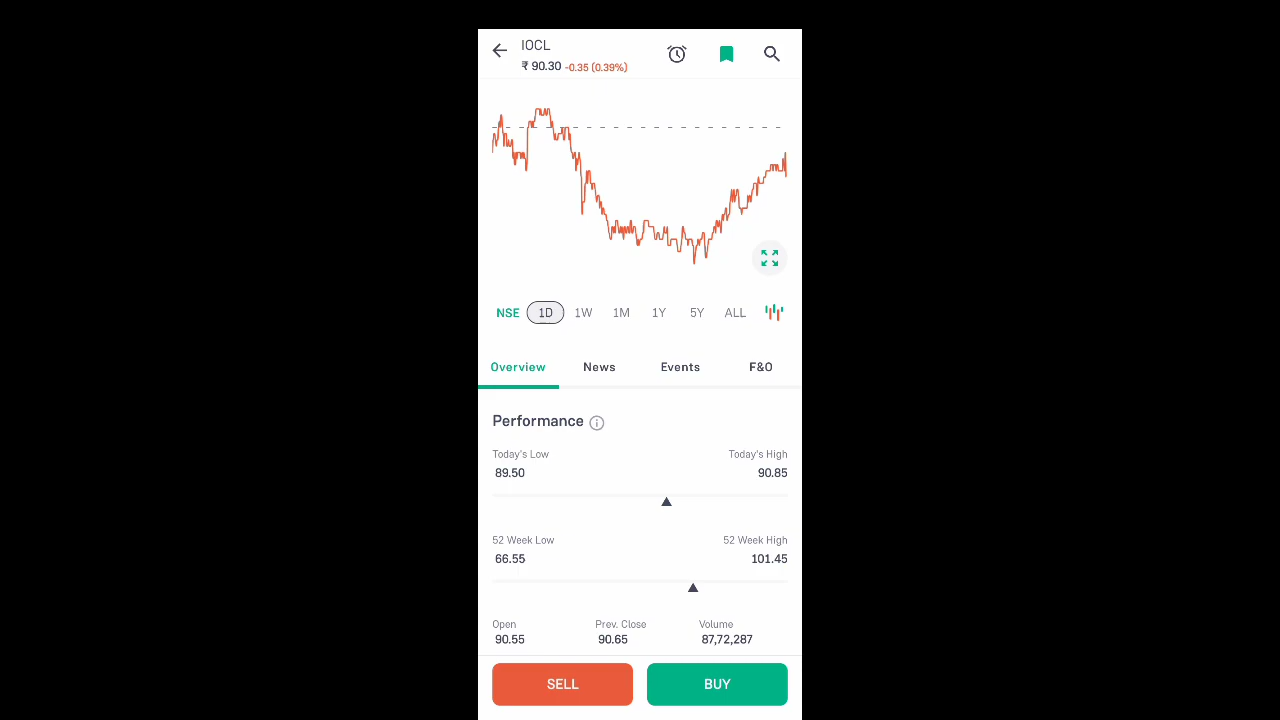 IOCL
₹ 90.30 -0.35 (0.39%)
NSE 1D 1W 1M 1Y 5Y ALL
Overview News Events F&O
Performance
Today's Low Today's High
89.50 90.85
52 Week Low 52 Week High
66.55 101.45
Open Prev. Close Volume
90.55 90.65 87,72,287
SELL BUY